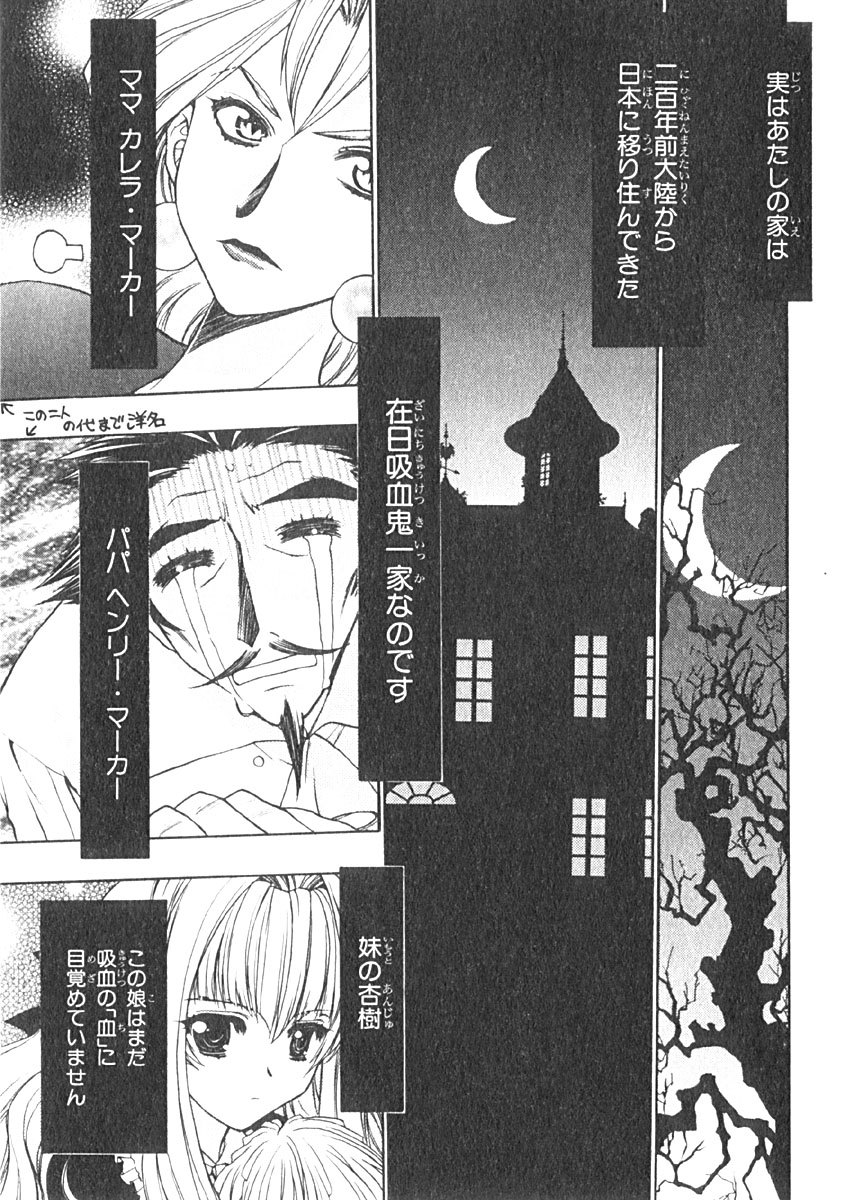 実はあたしの家は
二百年前大陸から
日本に移り住んできた
在日吸血鬼一家なのです
ママ カレラ・マーカー
この二人
の代まで洋名
パパ ヘンリー・マーカー
妹の杏樹
この娘はまだ
吸血の「血」に
目覚めていません